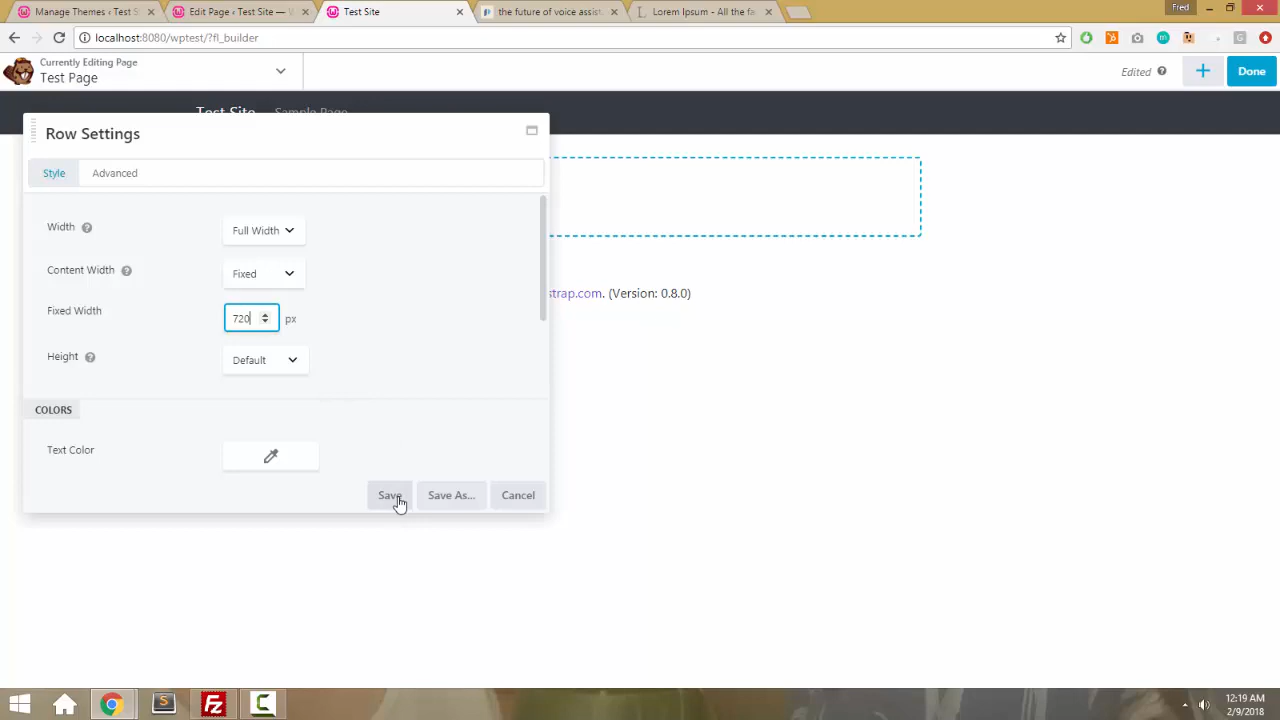 Manage Themes ‹ Test S
Edit Page ‹ Test Site — W
Test Site
the future of voice assist
Lorem Ipsum - All the fa
Fred
localhost:8080/wptest/?fl_builder
Currently Editing Page
Test Page
Edited
Done
Test Site
Sample Page
Row Settings
Style
Advanced
Width
Full Width
Content Width
Fixed
strap.com. (Version: 0.8.0)
Fixed Width
720
px
Height
Default
COLORS
Text Color
Save
Save As...
Cancel
12:19 AM
2/9/2018